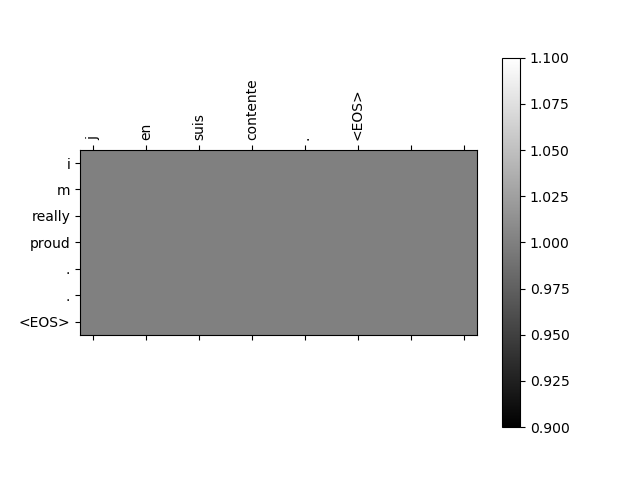 j en suis contente . <EOS>
i
m
really
proud
.
.
<EOS>
1.100
1.075
1.050
1.025
1.000
0.975
0.950
0.925
0.900